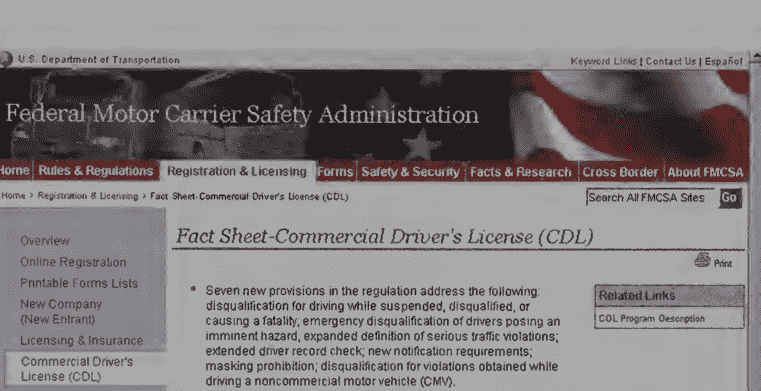 U.S. Department of Transportation
Keyword Links | Contact Us | Español
Federal Motor Carrier Safety Administration
Home Rules & Regulations Registration & Licensing Forms Safety & Security Facts & Research Cross Border About FMCSA
Home > Registration & Licensing > Fact Sheet-Commercial Driver's License (CDL)
Search All FMCSA Sites Go
Overview
Online Registration
Printable Forms Lists
New Company
(New Entrant)
Licensing & Insurance
Commercial Driver's
License (CDL)
Fact Sheet-Commercial Driver's License (CDL)
Print
• Seven new provisions in the regulation address the following:
disqualification for driving while suspended, disqualified, or
causing a fatality; emergency disqualification of drivers posing an
imminent hazard, expanded definition of serious traffic violations;
extended driver record check; new notification requirements;
masking prohibition; disqualification for violations obtained while
driving a noncommercial motor vehicle (CMV).
Related Links
CDL Program Description